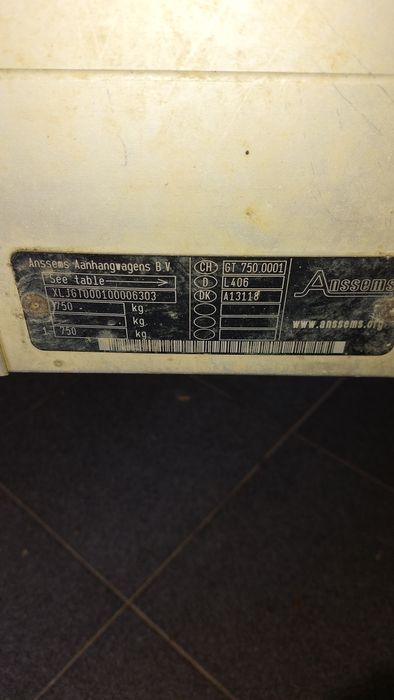 Anssems Aanhangwagens B.V.
See table
XLJGT000100006303
750 kg
- kg
1- 750 kg
CH GT 750.0001
D L406
DK A13118
Anssems
www.anssems.org